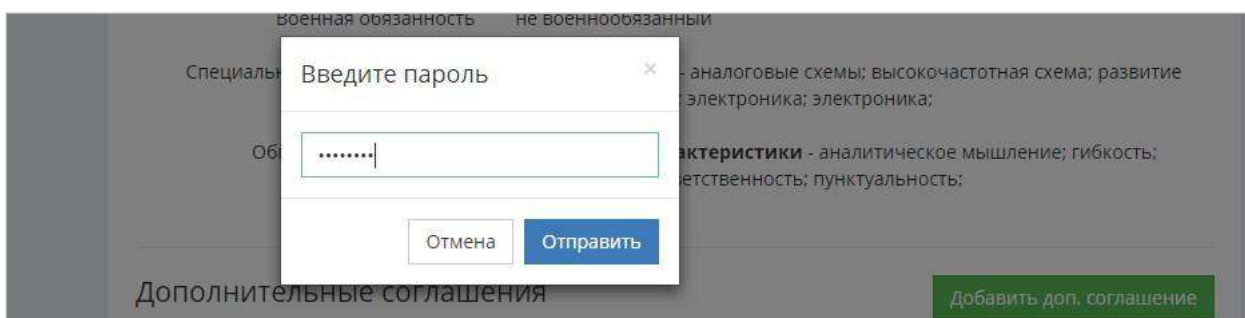 Военная обязанность не военнообязанный
Введите пароль ×
Специальн - аналоговые схемы; высокочастотная схема; развитие
электроника; электроника;
........
Об актеристики - аналитическое мышление; гибкость;
ветственность; пунктуальность;
Отмена Отправить
Дополнительные соглашения Добавить доп. соглашение